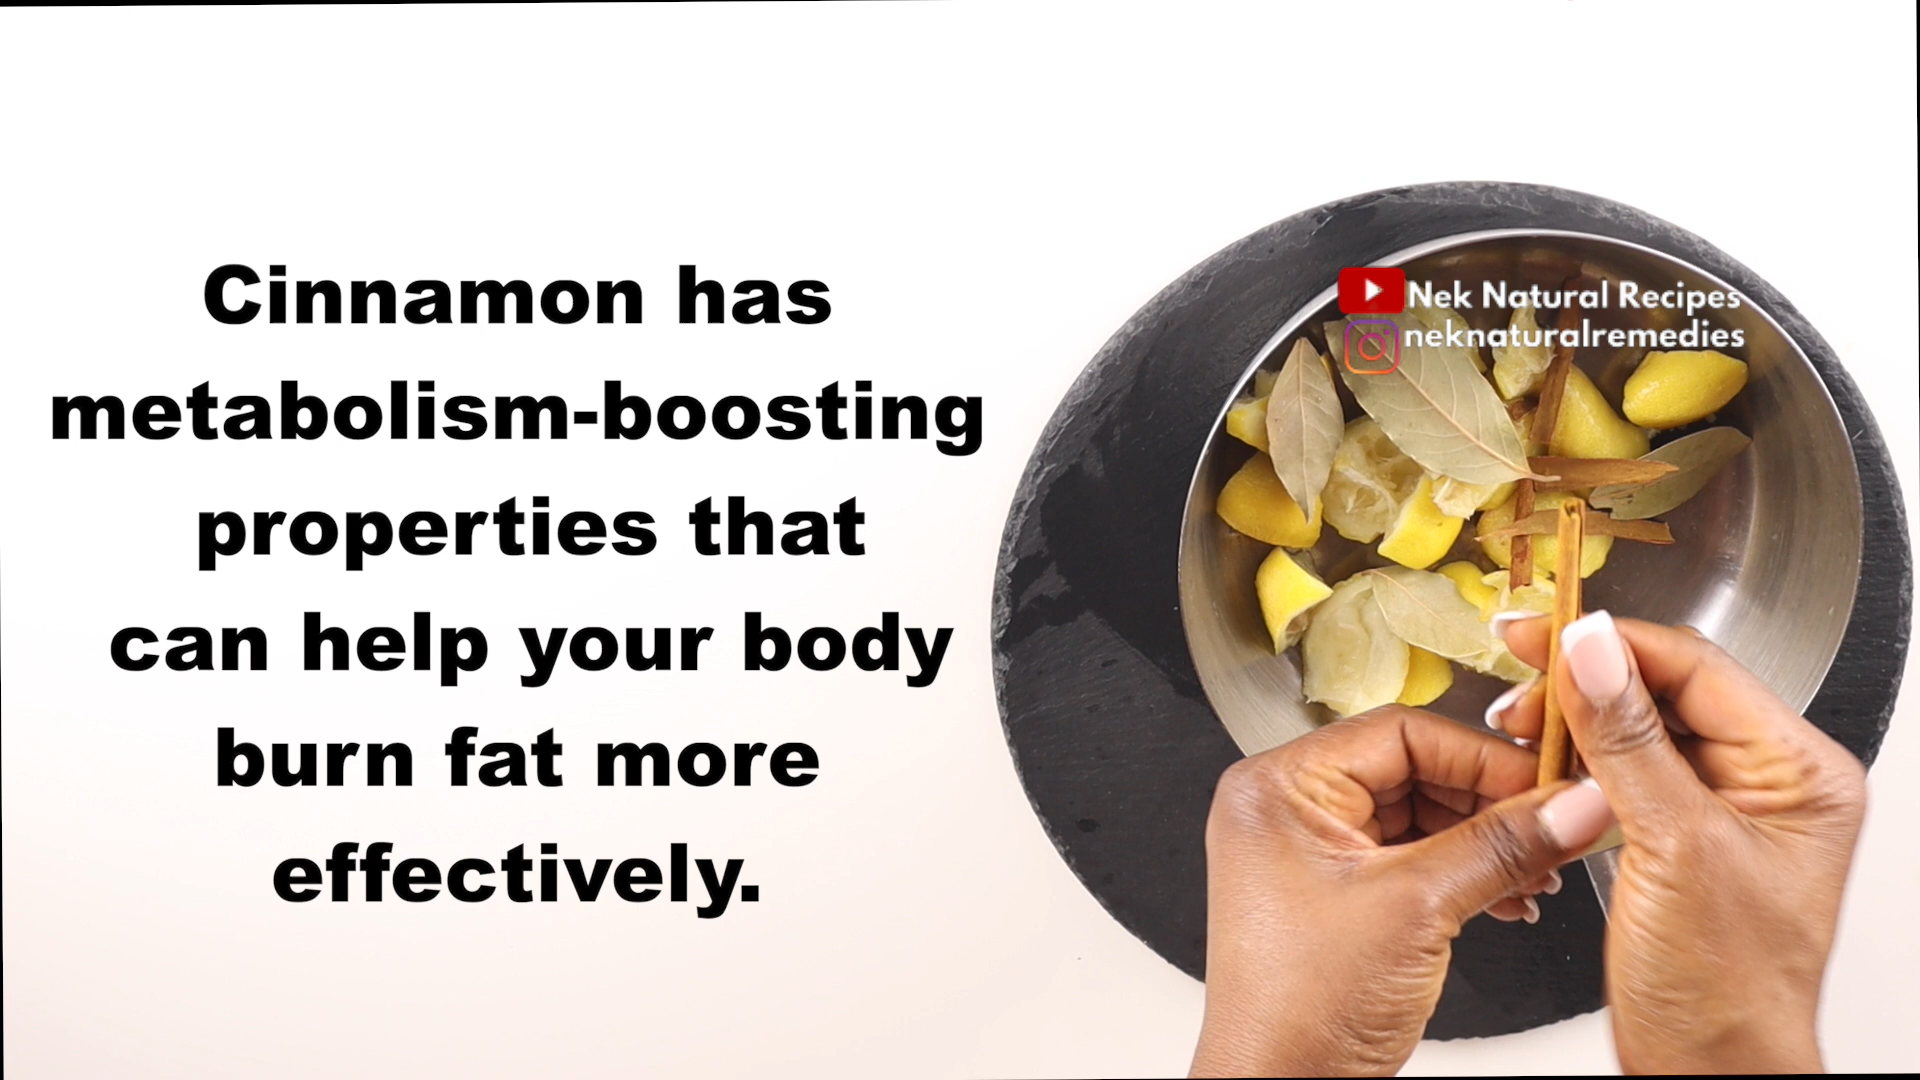 Cinnamon has
metabolism-boosting
properties that
can help your body
burn fat more
effectively.
Nek Natural Recipes
neknaturalremedies